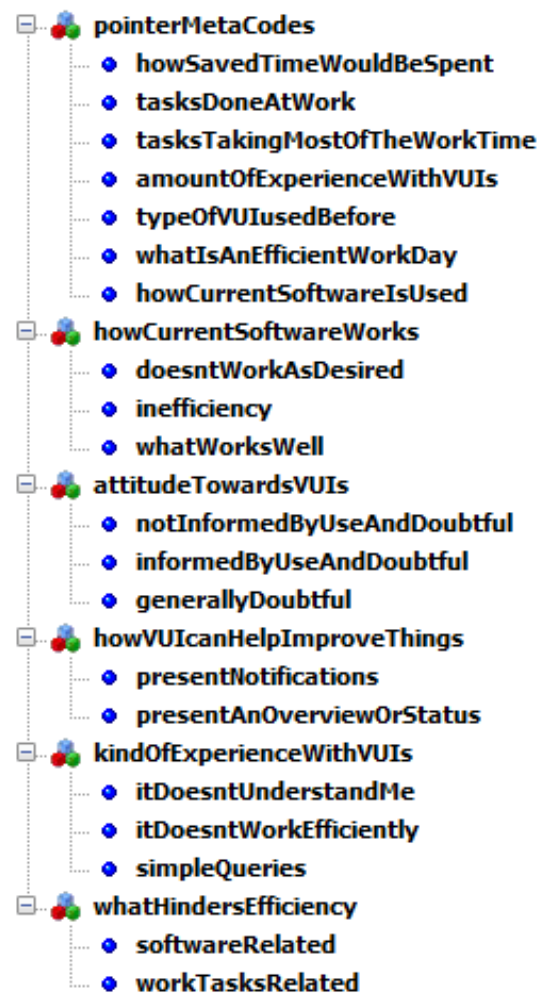 pointerMetaCodes
howSavedTimeWouldBeSpent
tasksDoneAtWork
tasksTakingMostOfTheWorkTime
amountOfExperienceWithVUIs
typeOfVUIusedBefore
whatIsAnEfficientWorkDay
howCurrentSoftwareIsUsed
howCurrentSoftwareWorks
doesntWorkAsDesired
inefficiency
whatWorksWell
attitudeTowardsVUIs
notInformedByUseAndDoubtful
informedByUseAndDoubtful
generallyDoubtful
howVUIcanHelpImproveThings
presentNotifications
presentAnOverviewOrStatus
kindOfExperienceWithVUIs
itDoesntUnderstandMe
itDoesntWorkEfficiently
simpleQueries
whatHindersEfficiency
softwareRelated
workTasksRelated